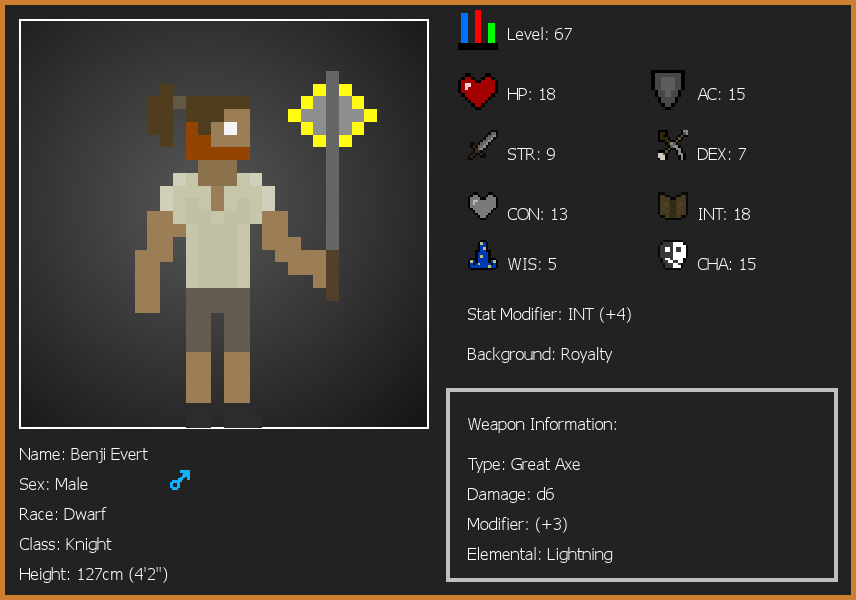 Level: 67
HP: 18
AC: 15
STR: 9
DEX: 7
CON: 13
INT: 18
WIS: 5
CHA: 15
Stat Modifier: INT (+4)
Background: Royalty
Weapon Information:
Type: Great Axe
Damage: d6
Modifier: (+3)
Elemental: Lightning
Name: Benji Evert
Sex: Male
Race: Dwarf
Class: Knight
Height: 127cm (4'2")